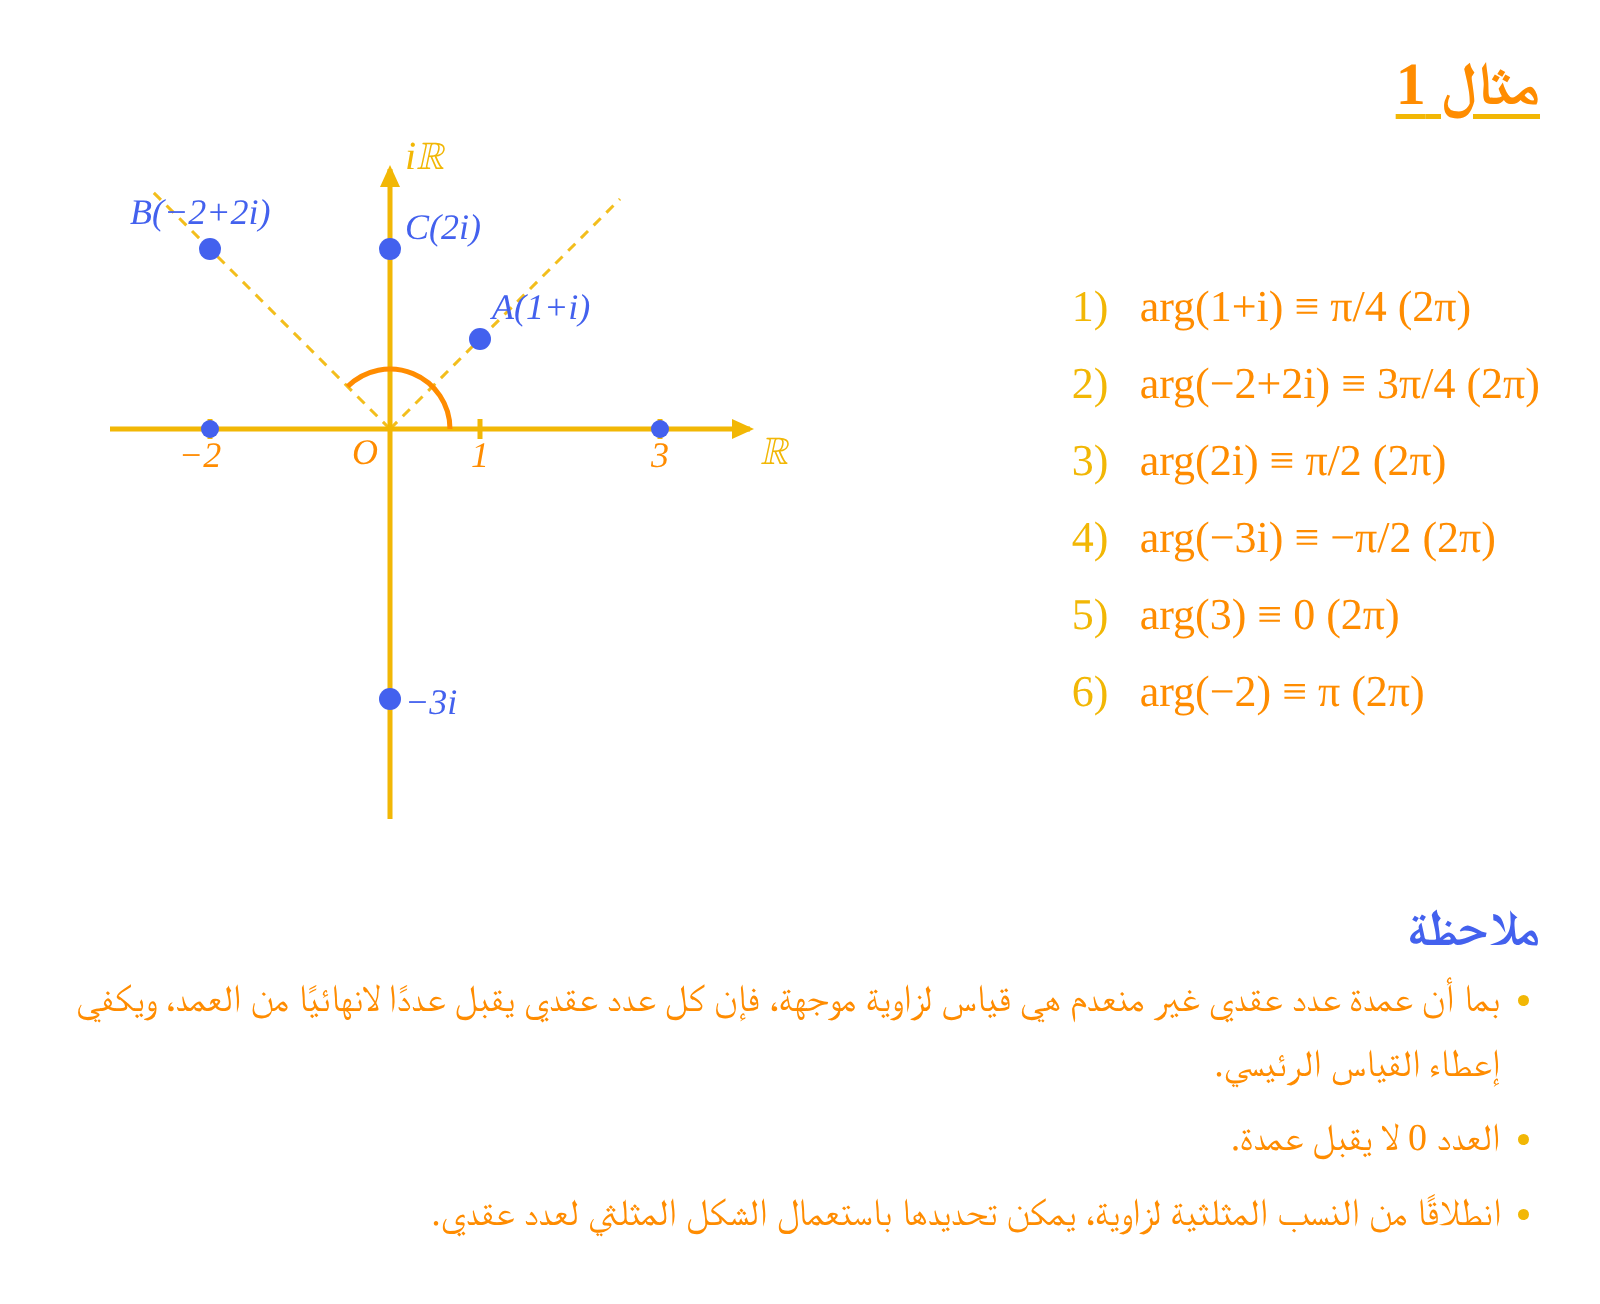 مثال 1
iℝ
B(−2+2i)
C(2i)
A(1+i)
−2
O
1
3
ℝ
−3i
1) arg(1+i) ≡ π/4 (2π)
2) arg(−2+2i) ≡ 3π/4 (2π)
3) arg(2i) ≡ π/2 (2π)
4) arg(−3i) ≡ −π/2 (2π)
5) arg(3) ≡ 0 (2π)
6) arg(−2) ≡ π (2π)
ملاحظة
• بما أن عمدة عدد عقدي غير منعدم هي قياس لزاوية موجهة، فإن كل عدد عقدي يقبل عددًا لانهائيًا من العمد، ويكفي
إعطاء القياس الرئيسي.
• العدد 0 لا يقبل عمدة.
• انطلاقًا من النسب المثلثية لزاوية، يمكن تحديدها باستعمال الشكل المثلثي لعدد عقدي.